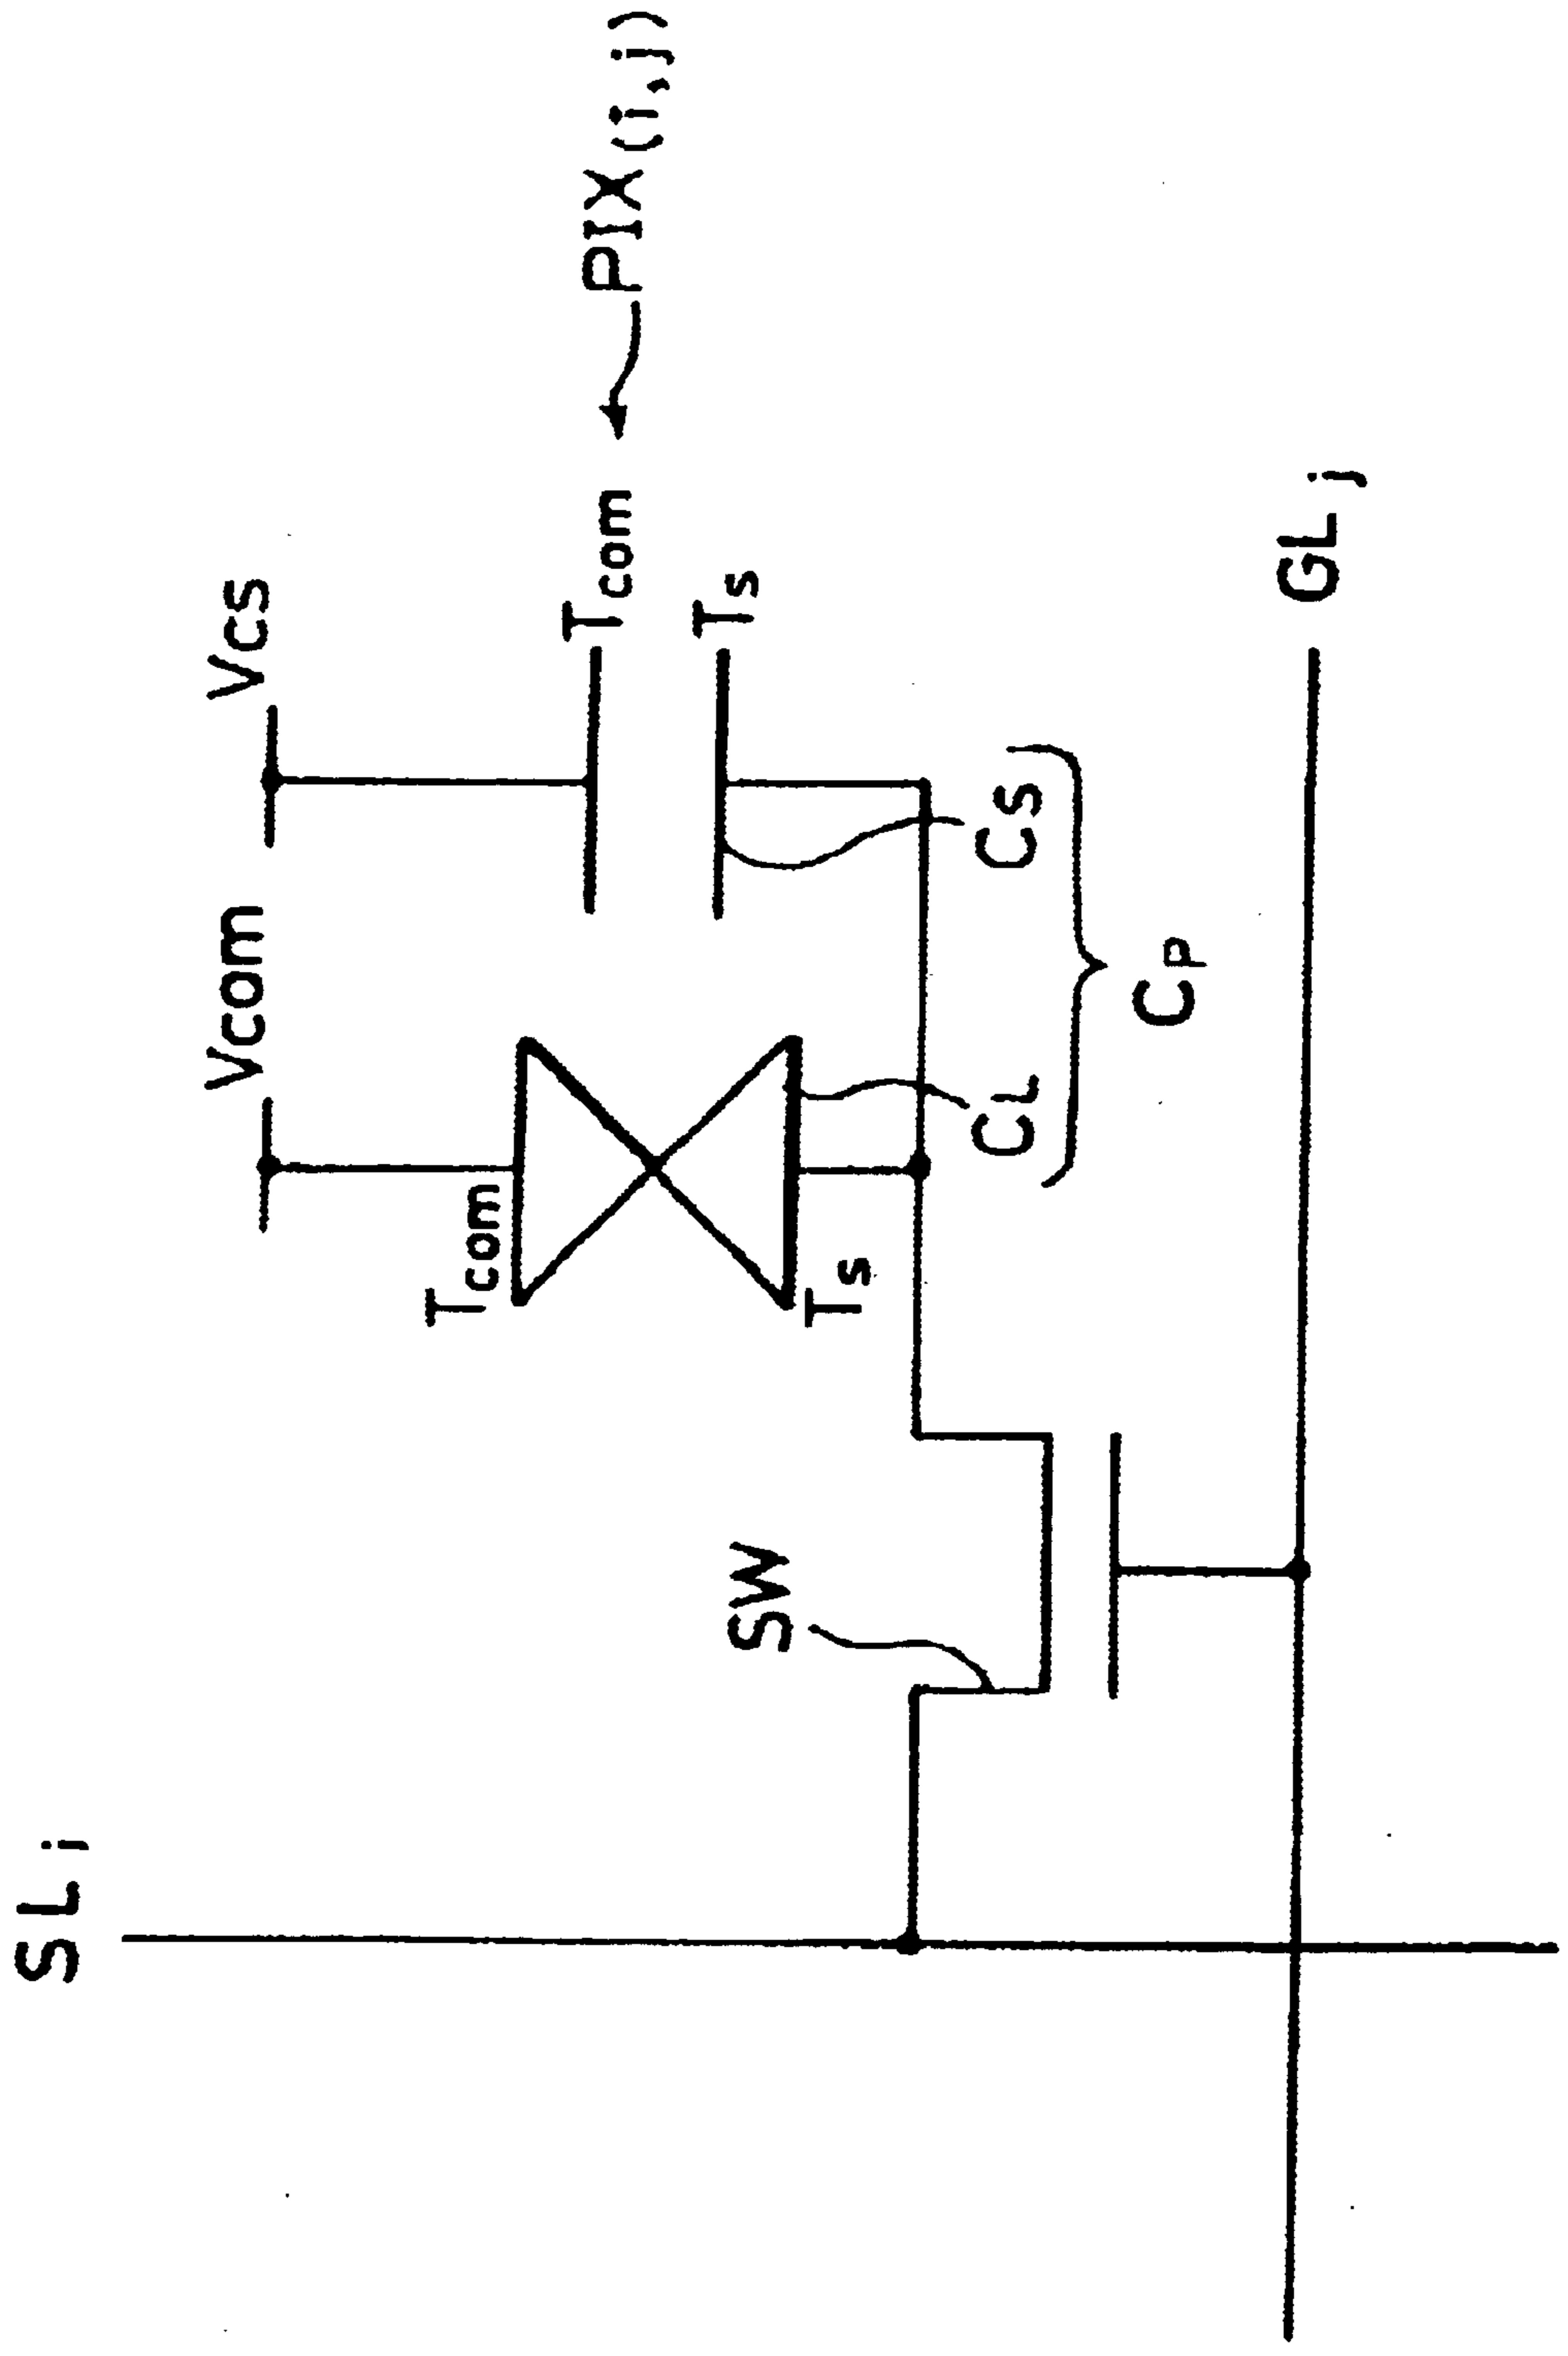 SLi
Vcom
Vcs
Tcom
Tcom
PIX(i,j)
Ts
Ts
SW
CL
Cs
CP
GLj